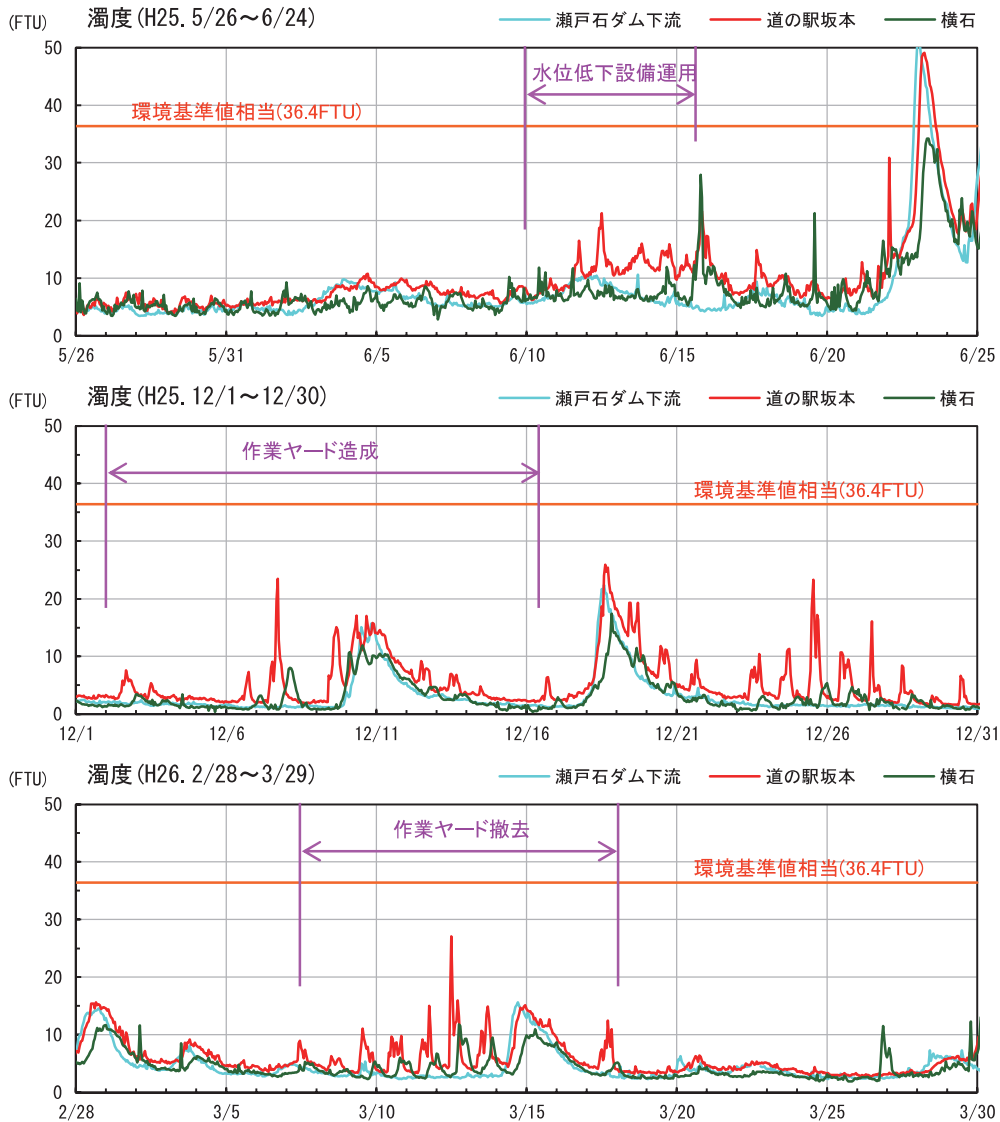 (FTU) 濁度(H25. 5/26～6/24) 瀬戸石ダム下流 道の駅坂本 横石
50
水位低下設備運用
40
環境基準値相当(36.4FTU)
30
20
10
0
5/26 5/31 6/5 6/10 6/15 6/20 6/25
(FTU) 濁度(H25. 12/1～12/30) 瀬戸石ダム下流 道の駅坂本 横石
50
作業ヤード造成
40
環境基準値相当(36.4FTU)
30
20
10
0
12/1 12/6 12/11 12/16 12/21 12/26 12/31
(FTU) 濁度(H26. 2/28～3/29) 瀬戸石ダム下流 道の駅坂本 横石
50
作業ヤード撤去
40
環境基準値相当(36.4FTU)
30
20
10
0
2/28 3/5 3/10 3/15 3/20 3/25 3/30